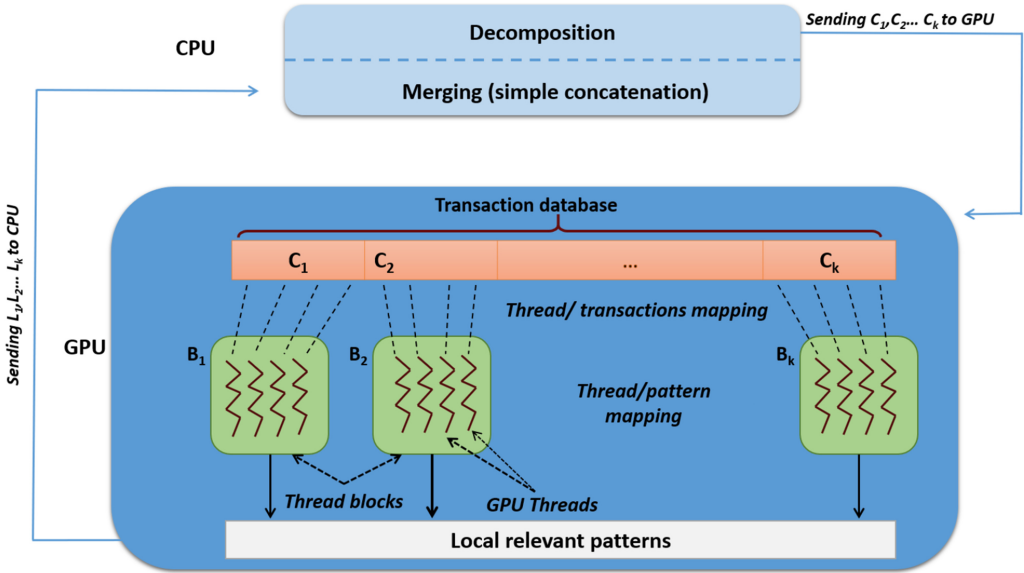 Sending C1,C2... Ck to GPU
CPU
Decomposition
Merging (simple concatenation)
Sending L1,L2... Lk to CPU
GPU
Transaction database
C1 C2 ... Ck
Thread/ transactions mapping
B1 B2 Bk
Thread/pattern
mapping
Thread blocks
GPU Threads
Local relevant patterns